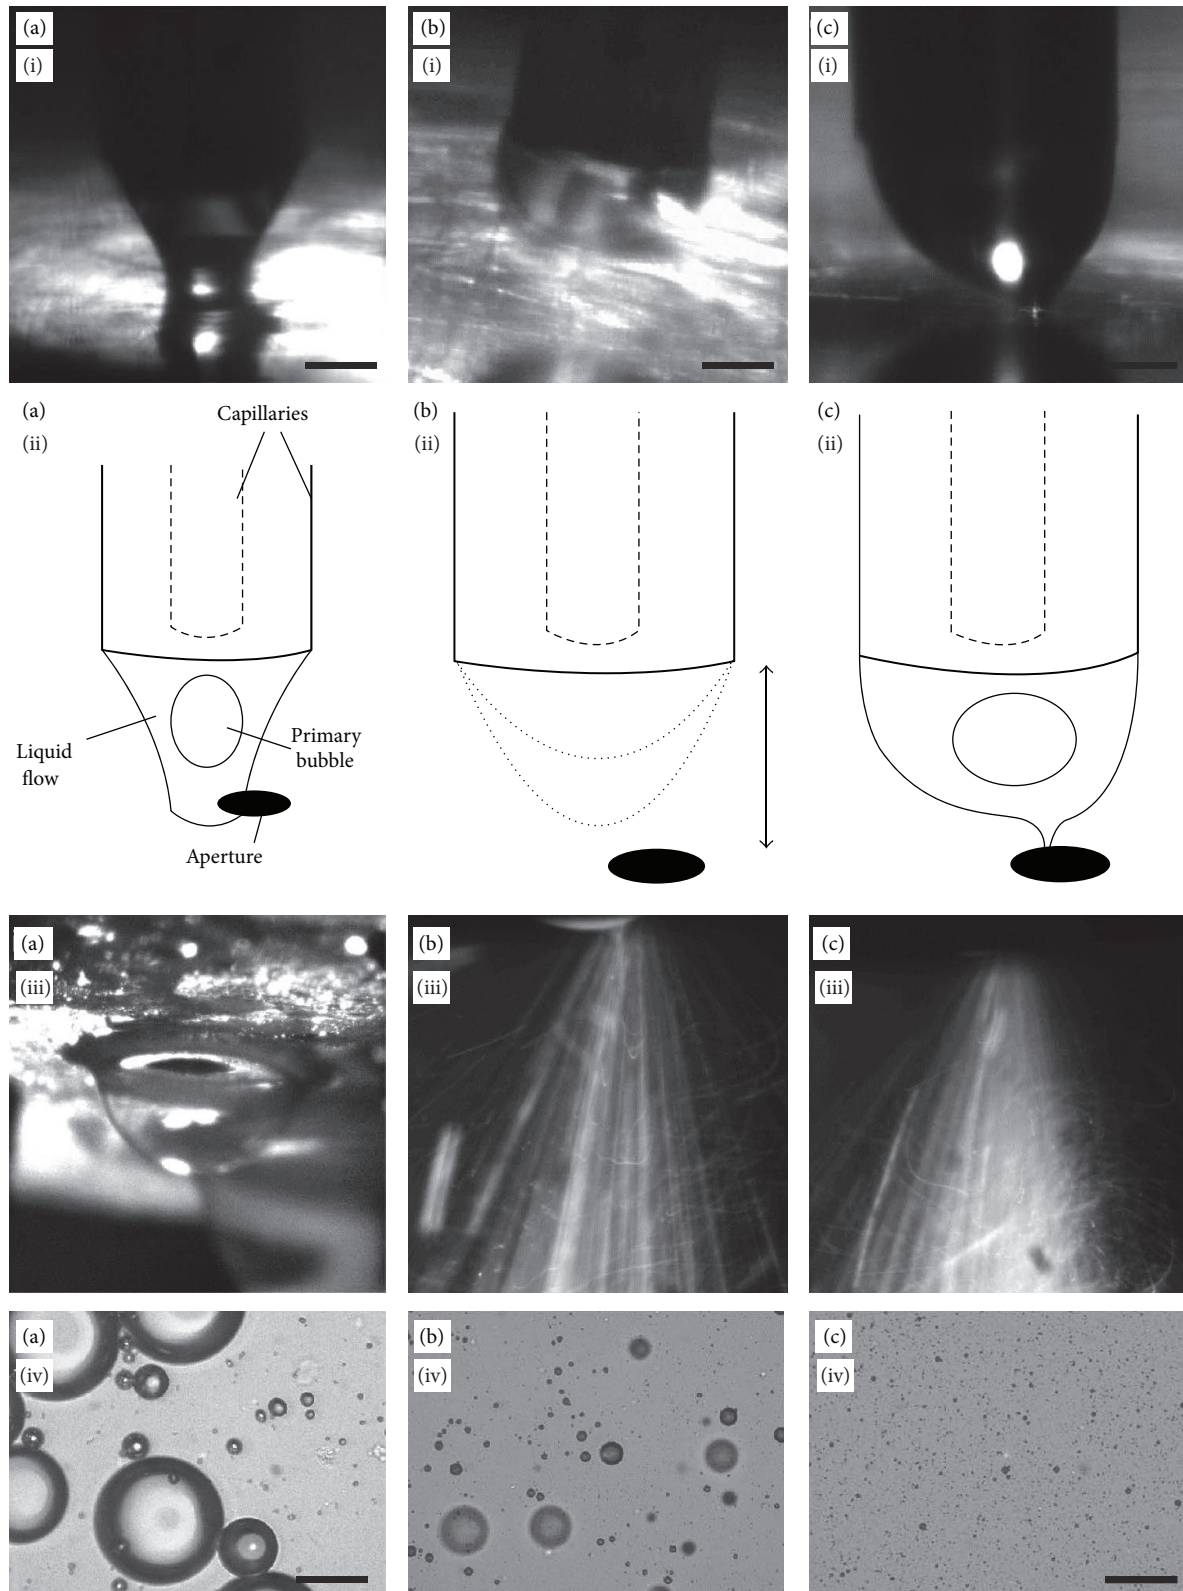 (a)
(i)
(b)
(i)
(c)
(i)
(a)
(ii)
Capillaries
Liquid
flow
Primary
bubble
Aperture
(b)
(ii)
(c)
(ii)
(a)
(iii)
(b)
(iii)
(c)
(iii)
(a)
(iv)
(b)
(iv)
(c)
(iv)